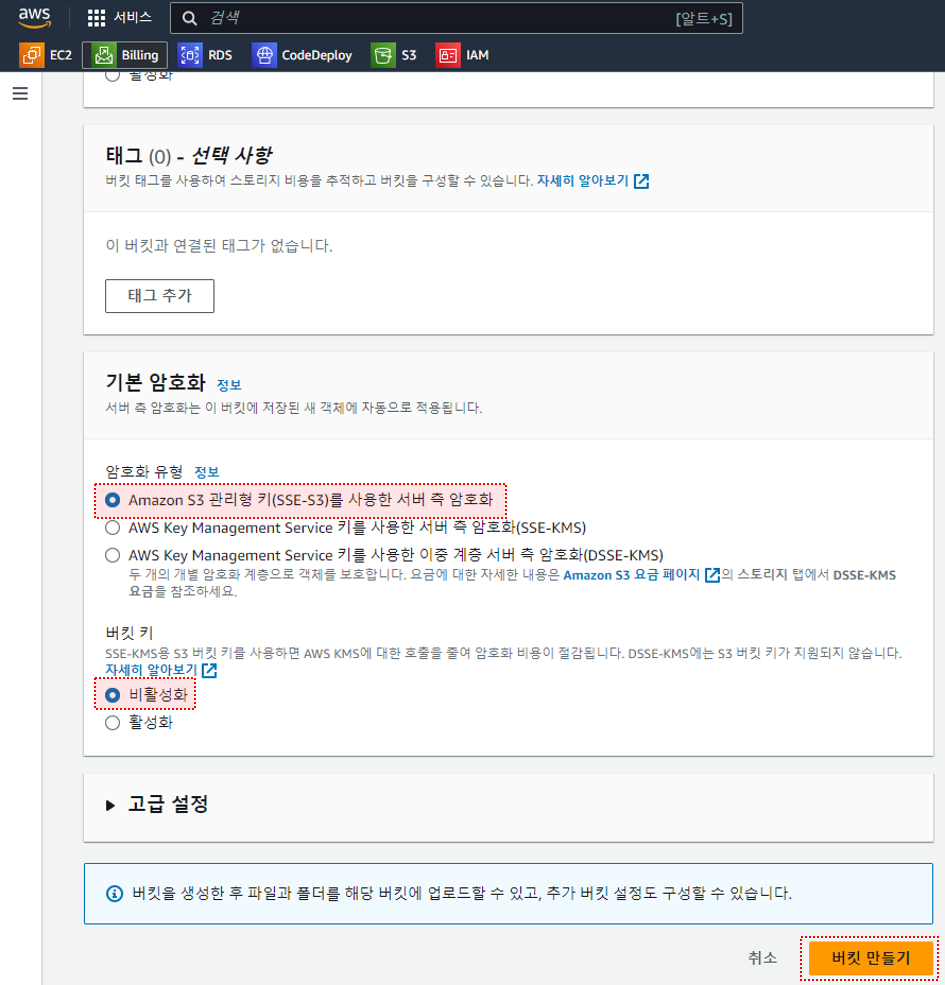 aws
서비스
검색
[알트+S]
EC2
Billing
RDS
CodeDeploy
S3
IAM
활성화
태그 (0) - 선택 사항
버킷 태그를 사용하여 스토리지 비용을 추적하고 버킷을 구성할 수 있습니다. 자세히 알아보기
이 버킷과 연결된 태그가 없습니다.
태그 추가
기본 암호화 정보
서버 측 암호화는 이 버킷에 저장된 새 객체에 자동으로 적용됩니다.
암호화 유형 정보
Amazon S3 관리형 키(SSE-S3)를 사용한 서버 측 암호화
AWS Key Management Service 키를 사용한 서버 측 암호화(SSE-KMS)
AWS Key Management Service 키를 사용한 이중 계층 서버 측 암호화(DSSE-KMS)
두 개의 개별 암호화 계층으로 객체를 보호합니다. 요금에 대한 자세한 내용은 Amazon S3 요금 페이지의 스토리지 탭에서 DSSE-KMS
요금을 참조하세요.
버킷 키
SSE-KMS용 S3 버킷 키를 사용하면 AWS KMS에 대한 호출을 줄여 암호화 비용이 절감됩니다. DSSE-KMS에는 S3 버킷 키가 지원되지 않습니다.
자세히 알아보기
비활성화
활성화
고급 설정
버킷을 생성한 후 파일과 폴더를 해당 버킷에 업로드할 수 있고, 추가 버킷 설정도 구성할 수 있습니다.
취소
버킷 만들기